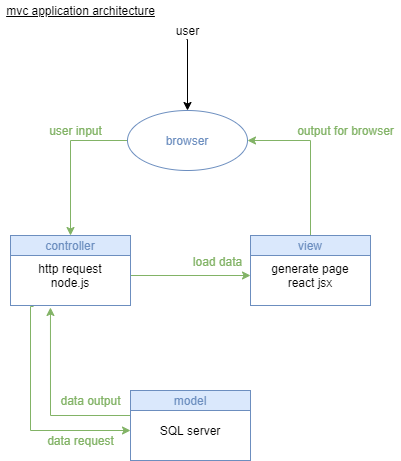 mvc application architecture
user
user input
output for browser
browser
controller
http request
node.js
load data
view
generate page
react jsx
data output
data request
model
SQL server